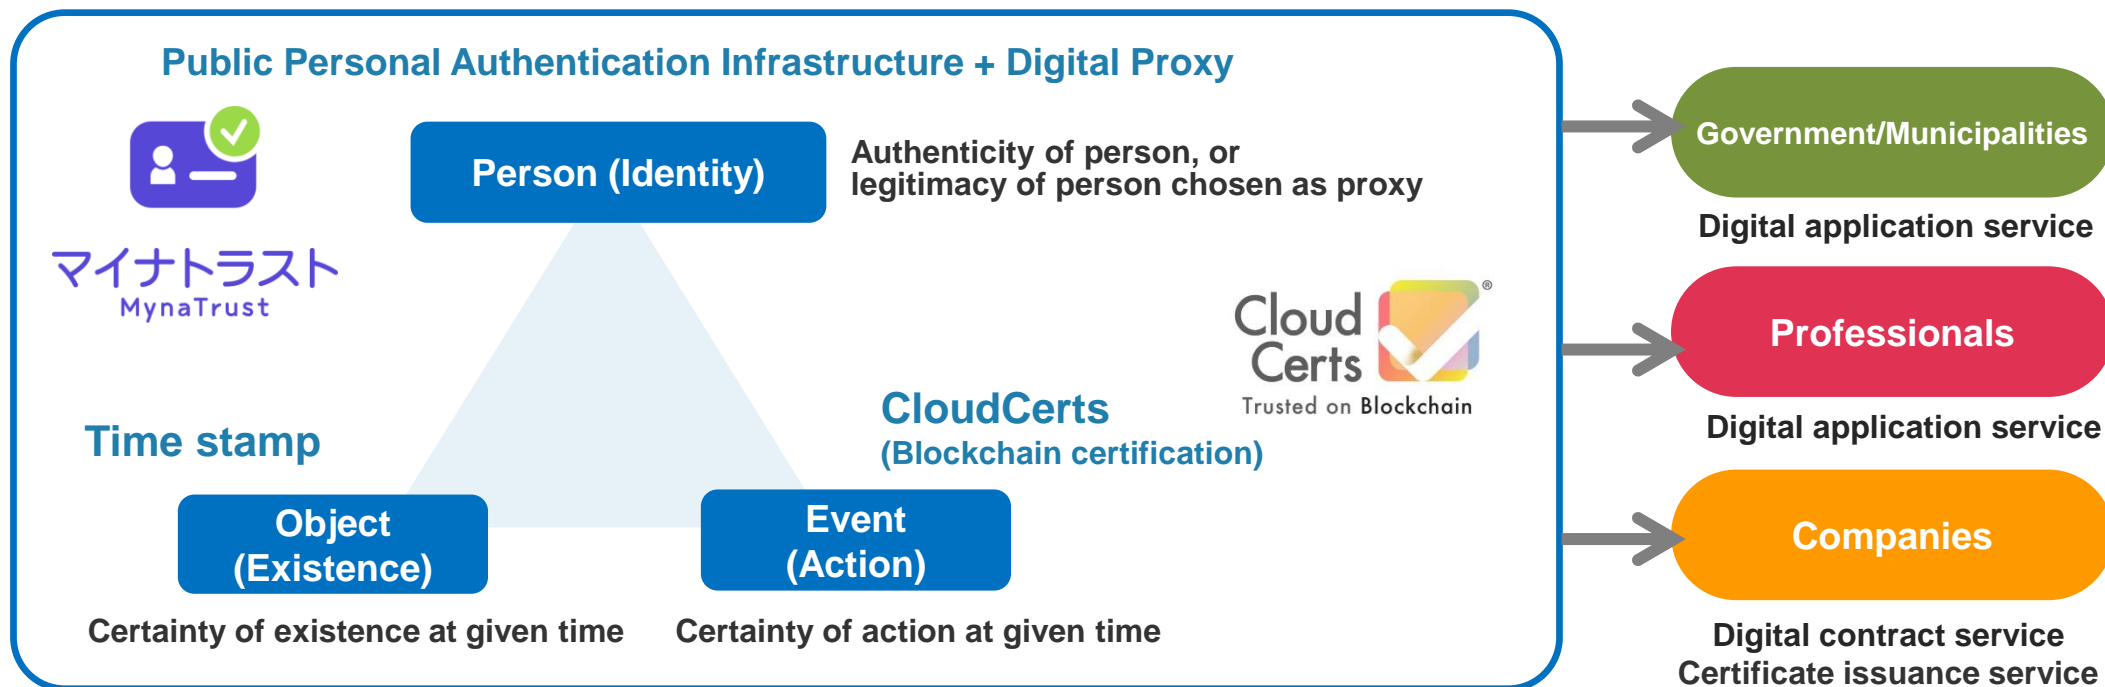 Public Personal Authentication Infrastructure + Digital Proxy
Person (Identity)
Authenticity of person, or
legitimacy of person chosen as proxy
マイナトラスト
MynaTrust
Cloud
Certs
®
Trusted on Blockchain
Time stamp
CloudCerts
(Blockchain certification)
Object
(Existence)
Event
(Action)
Certainty of existence at given time
Certainty of action at given time
Government/Municipalities
Digital application service
Professionals
Digital application service
Companies
Digital contract service
Certificate issuance service